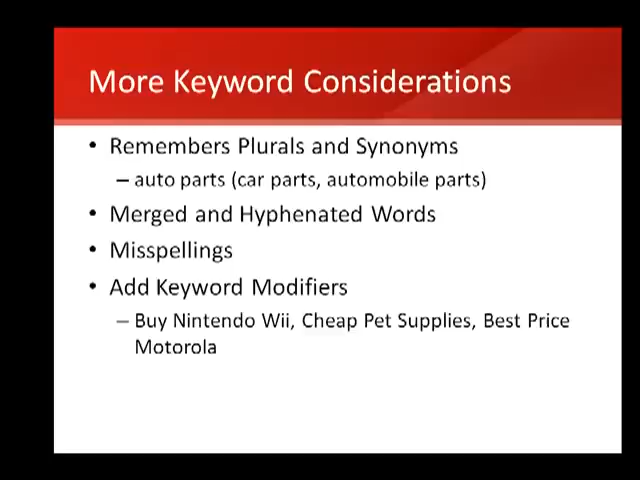 More Keyword Considerations
• Remembers Plurals and Synonyms
– auto parts (car parts, automobile parts)
• Merged and Hyphenated Words
• Misspellings
• Add Keyword Modifiers
– Buy Nintendo Wii, Cheap Pet Supplies, Best Price
Motorola